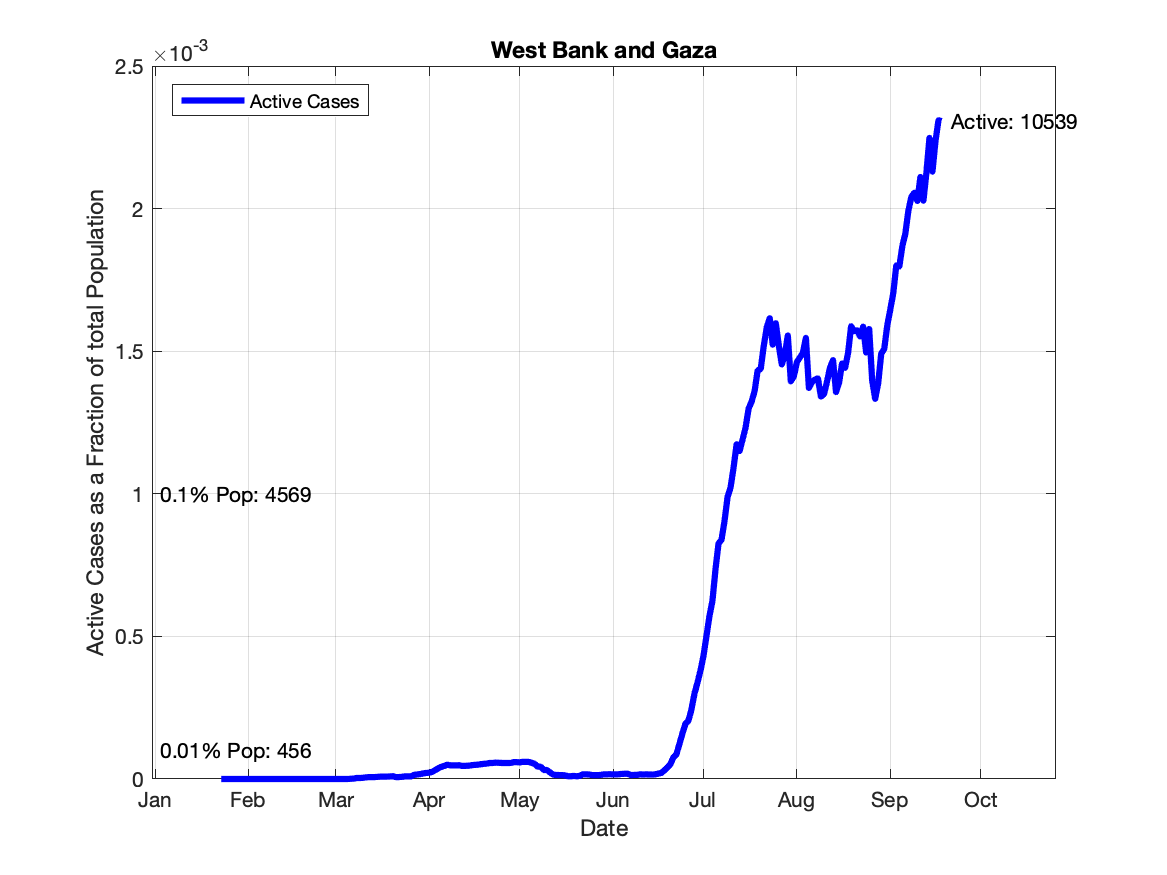 West Bank and Gaza
×10-3
Active Cases
Active: 10539
2.5
2
1.5
1
0.5
0
0.1% Pop: 4569
0.01% Pop: 456
Active Cases as a Fraction of total Population
Jan Feb Mar Apr May Jun Jul Aug Sep Oct
Date